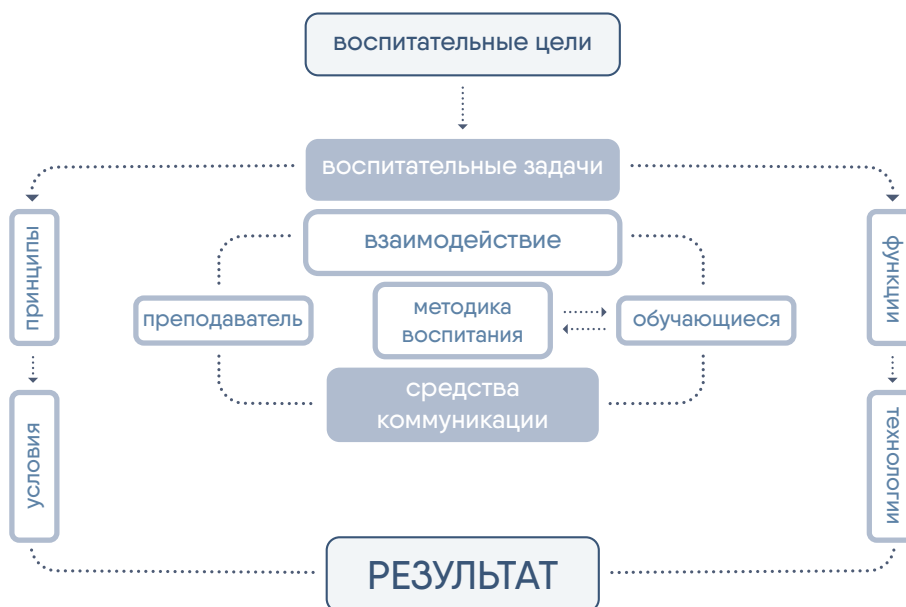 воспитательные цели
воспитательные задачи
принципы
взаимодействие
функции
преподаватель
методика
воспитания
обучающиеся
средства
коммуникации
условия
технологии
РЕЗУЛЬТАТ